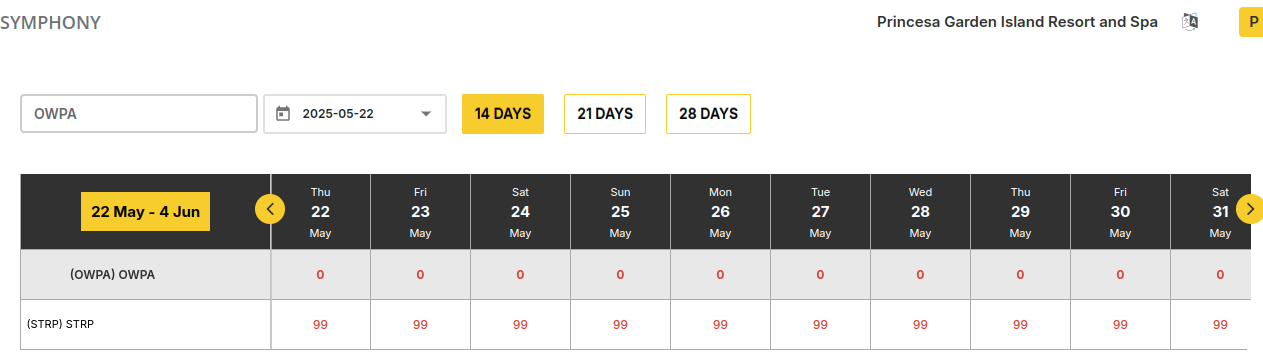 SYMPHONY
Princesa Garden Island Resort and Spa
P
OWPA
2025-05-22
14 DAYS
21 DAYS
28 DAYS
22 May - 4 Jun
Thu Fri Sat Sun Mon Tue Wed Thu Fri Sat
22 23 24 25 26 27 28 29 30 31
May May May May May May May May May May
(OWPA) OWPA 0 0 0 0 0 0 0 0 0 0
(STRP) STRP 99 99 99 99 99 99 99 99 99 99